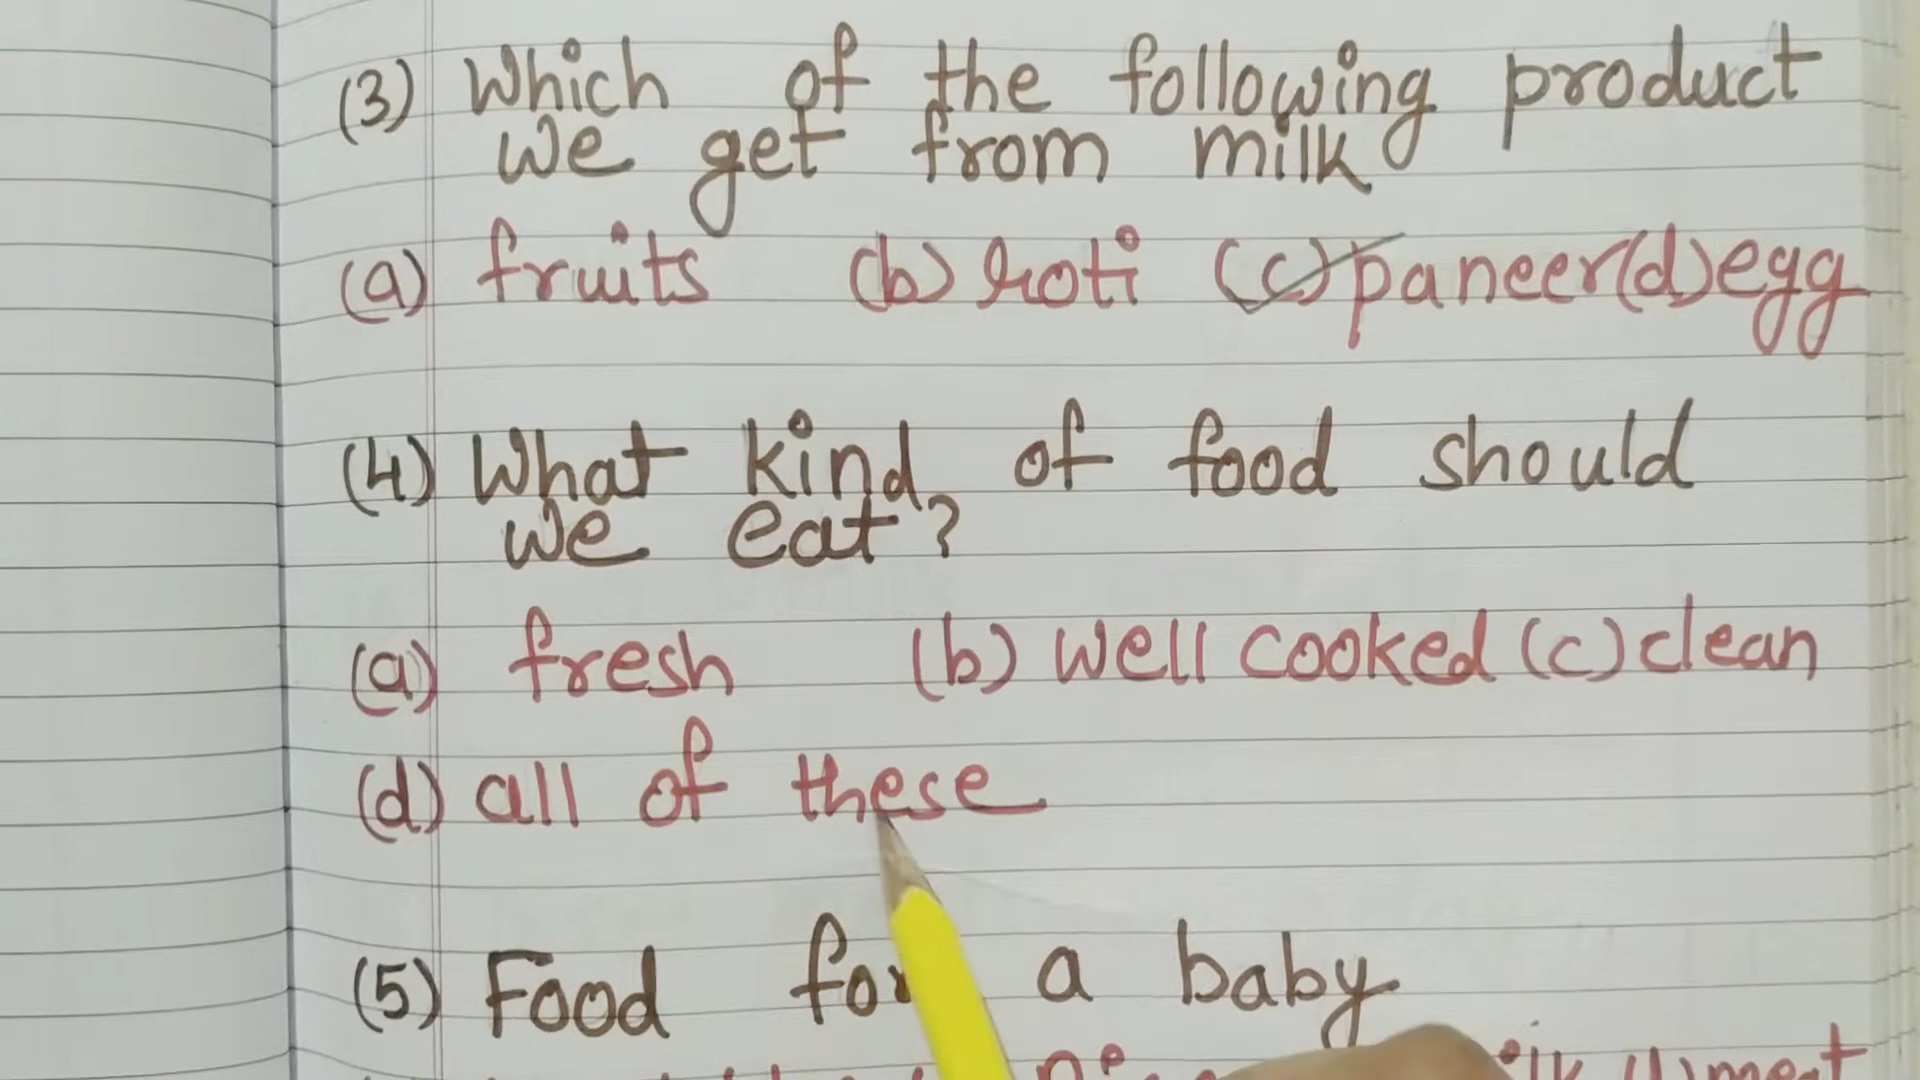 (3) Which of the following product
we get from milk
(a) fruits (b) roti (c) paneer (d) egg
(4) What kind of food should
we eat?
(a) fresh (b) well cooked (c) clean
(d) all of these
(5) Food for a baby